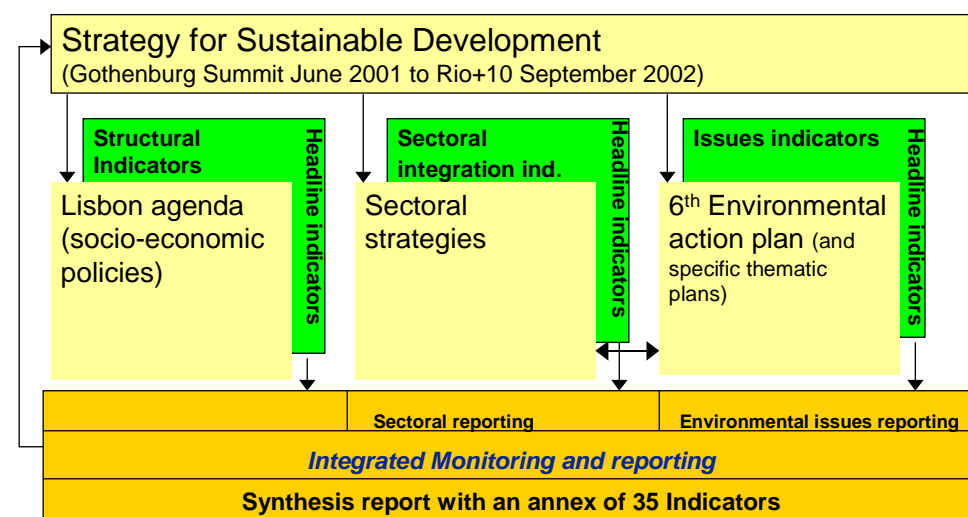 Strategy for Sustainable Development
(Gothenburg Summit June 2001 to Rio+10 September 2002)
Structural
Indicators
Headline indicators
Lisbon agenda
(socio-economic
policies)
Sectoral
integration ind.
Headline indicators
Sectoral
strategies
Issues indicators
Headline indicators
6th Environmental
action plan (and
specific thematic
plans)
Sectoral reporting
Environmental issues reporting
Integrated Monitoring and reporting
Synthesis report with an annex of 35 Indicators